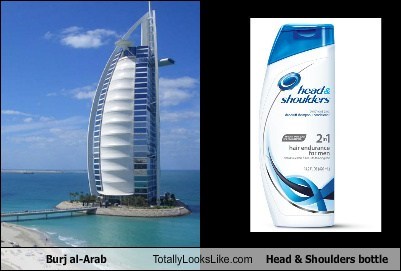 head&
shoulders
2in1
hair endurance
for men
Burj al-Arab
TotallyLooksLike.com
Head & Shoulders bottle